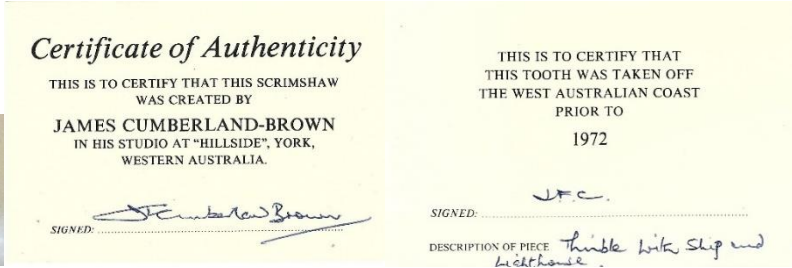 Certificate of Authenticity
THIS IS TO CERTIFY THAT THIS SCRIMSHAW
WAS CREATED BY
JAMES CUMBERLAND-BROWN
IN HIS STUDIO AT “HILLSIDE”, YORK,
WESTERN AUSTRALIA.
JFCumberland Brown
SIGNED:
THIS IS TO CERTIFY THAT
THIS TOOTH WAS TAKEN OFF
THE WEST AUSTRALIAN COAST
PRIOR TO
1972
J.F.C.
SIGNED:
DESCRIPTION OF PIECE Thimble with Ship and
Lighthouse.